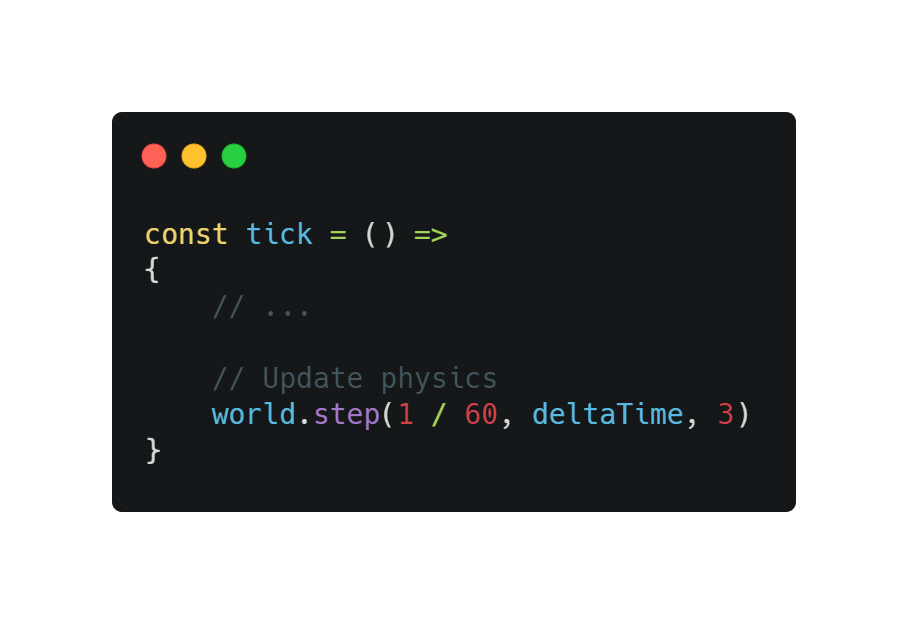 const tick = () =>
{
    // ...

    // Update physics
    world.step(1 / 60, deltaTime, 3)
}